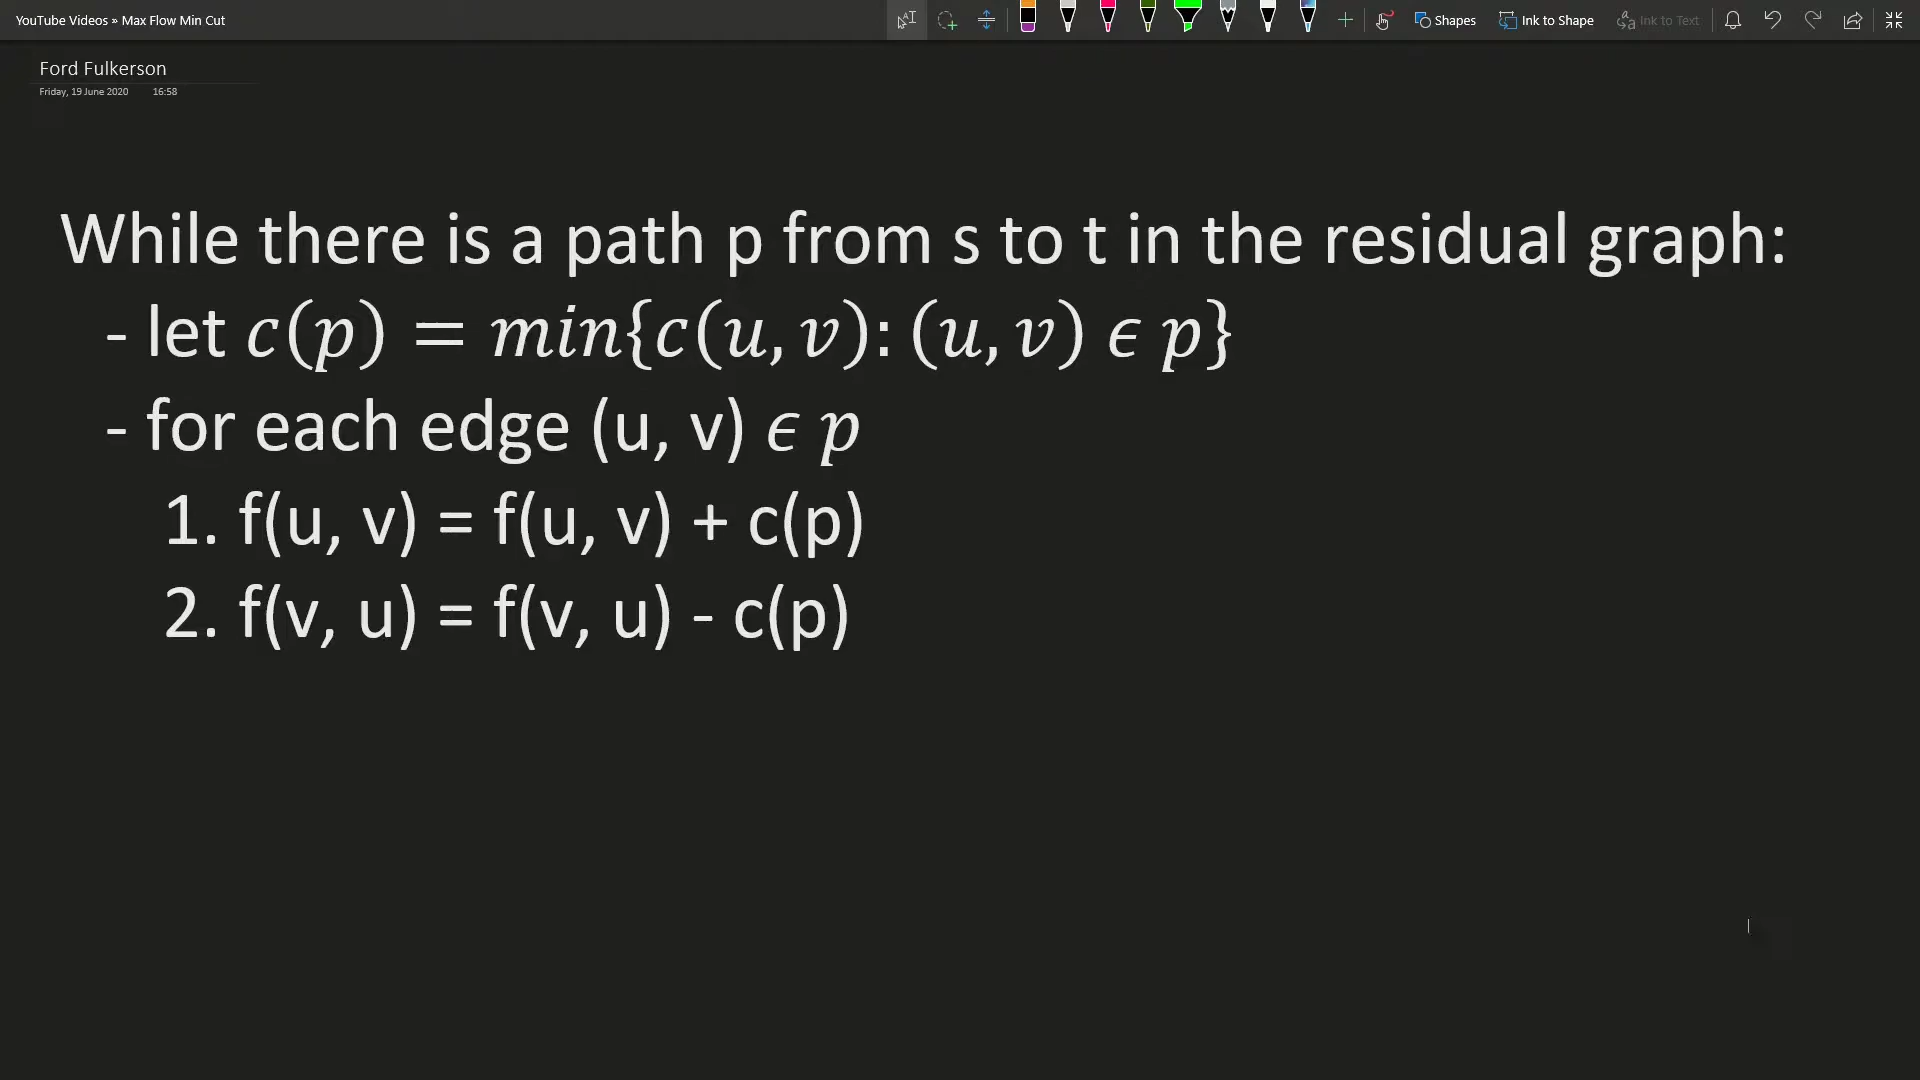 YouTube Videos » Max Flow Min Cut
Shapes
Ink to Shape
Ink to Text
Ford Fulkerson
Friday, 19 June 2020 16:58
While there is a path p from s to t in the residual graph:
- let c(p) = min{c(u, v): (u, v) ϵ p}
- for each edge (u, v) ϵ p
1. f(u, v) = f(u, v) + c(p)
2. f(v, u) = f(v, u) - c(p)